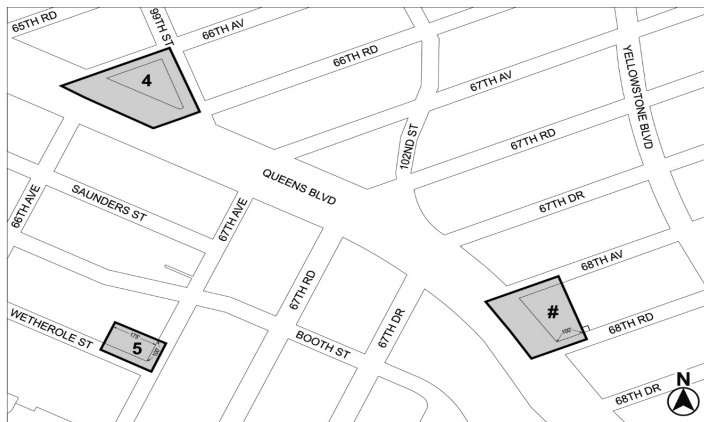 65TH RD
99TH ST
66TH AV
66TH RD
67TH AV
YELLOWSTONE BLVD
4
102ND ST
67TH RD
QUEENS BLVD
SAUNDERS ST
66TH AVE
67TH AVE
67TH DR
68TH AV
67TH RD
#
100'
68TH RD
WETHEROLE ST
175'
5
100'
BOOTH ST
67TH DR
68TH DR
N